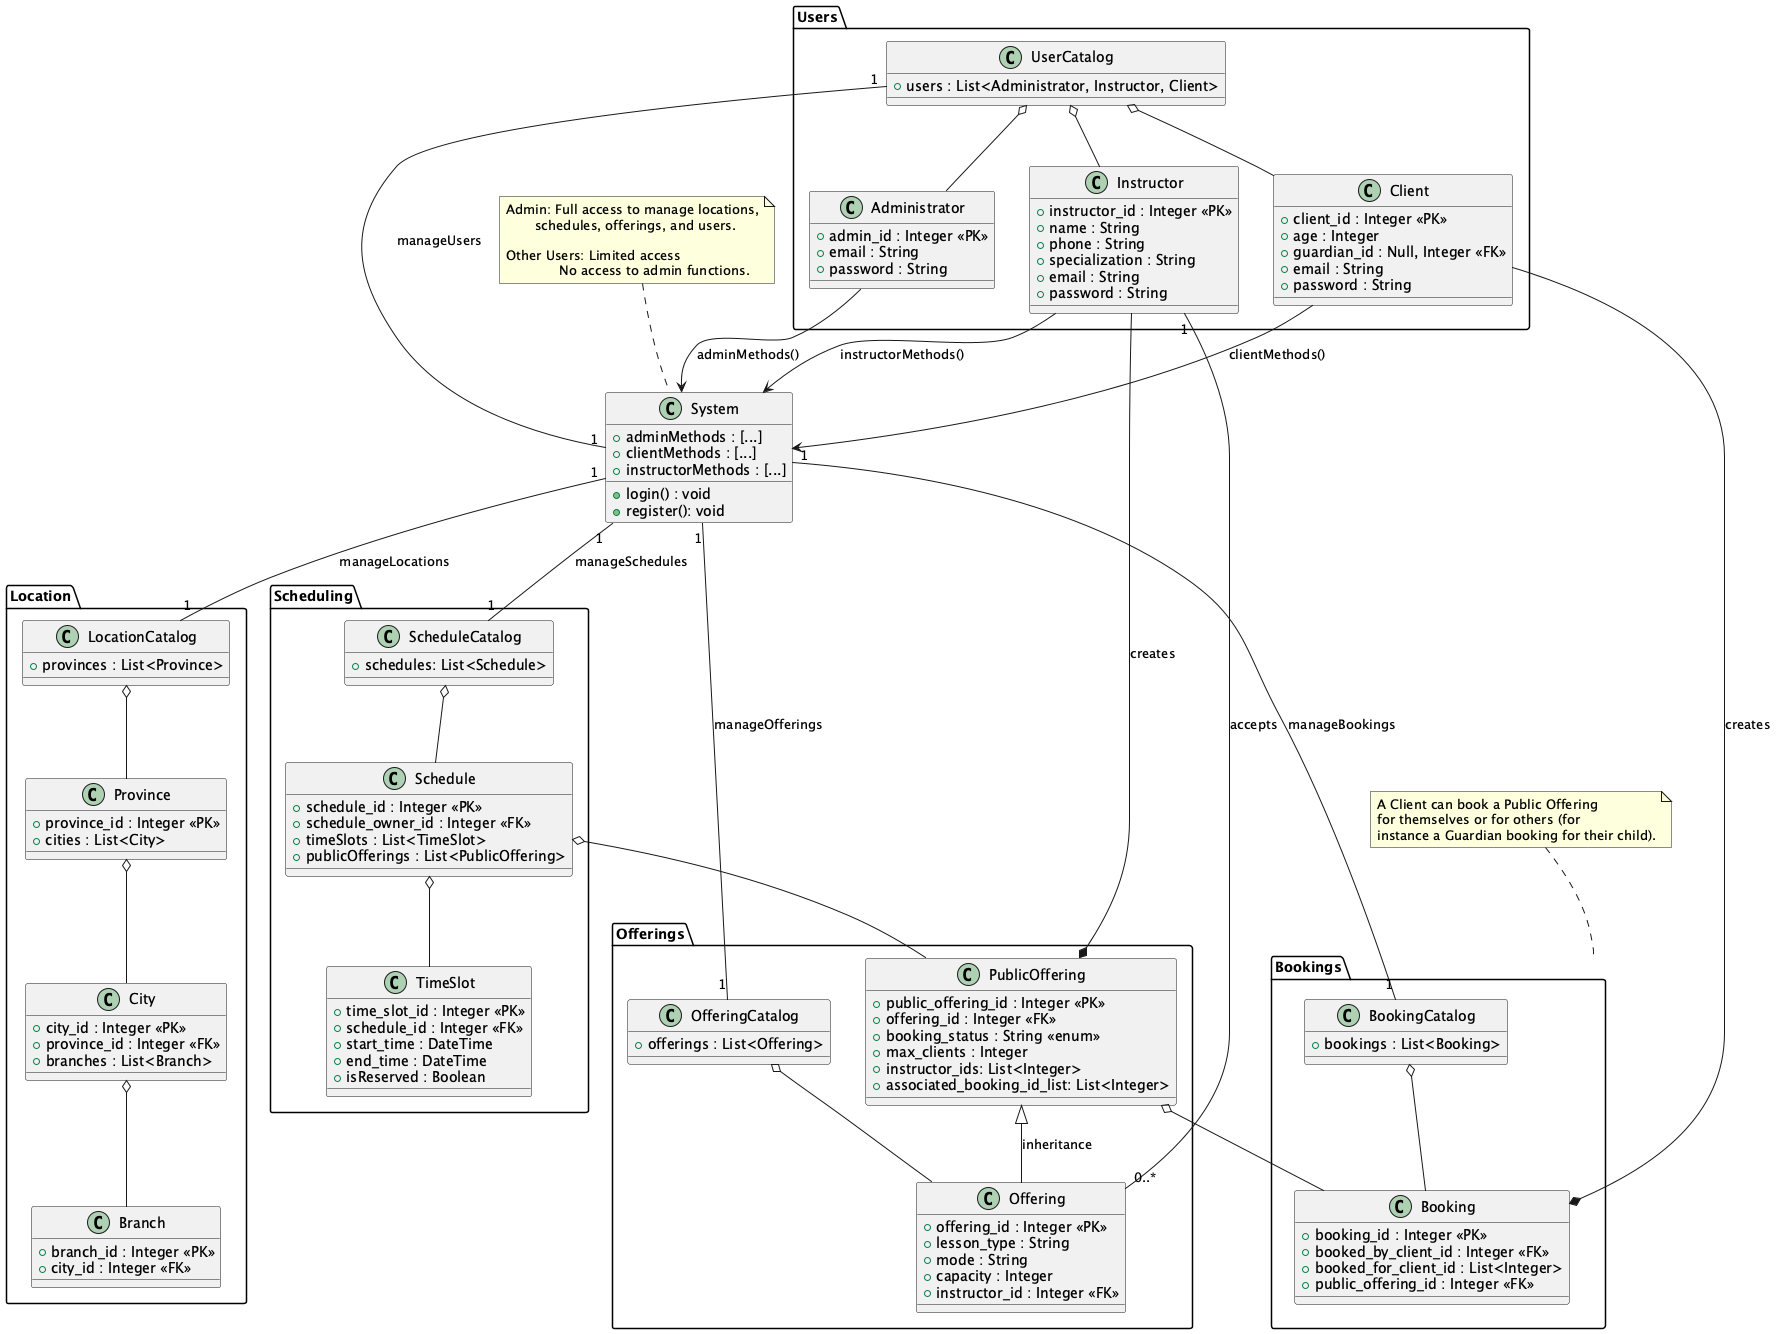 Users
C UserCatalog
users : List<Administrator, Instructor, Client>
1
manageUsers
Admin: Full access to manage locations,
schedules, offerings, and users.
Other Users: Limited access
No access to admin functions.
C Administrator
admin_id : Integer «PK»
email : String
password : String
C Instructor
instructor_id : Integer «PK»
name : String
phone : String
specialization : String
email : String
password : String
C Client
client_id : Integer «PK»
age : Integer
guardian_id : Null, Integer «FK»
email : String
password : String
1
adminMethods()
instructorMethods()
clientMethods()
C System
adminMethods : [...]
clientMethods : [...]
instructorMethods : [...]
login() : void
register(): void
1
1
1
1
1
manageLocations
manageSchedules
manageOfferings
creates
accepts
manageBookings
creates
Location
1
C LocationCatalog
provinces : List<Province>
C Province
province_id : Integer «PK»
cities : List<City>
C City
city_id : Integer «PK»
province_id : Integer «FK»
branches : List<Branch>
C Branch
branch_id : Integer «PK»
city_id : Integer «FK»
Scheduling
1
C ScheduleCatalog
schedules: List<Schedule>
C Schedule
schedule_id : Integer «PK»
schedule_owner_id : Integer «FK»
timeSlots : List<TimeSlot>
publicOfferings : List<PublicOffering>
C TimeSlot
time_slot_id : Integer «PK»
schedule_id : Integer «FK»
start_time : DateTime
end_time : DateTime
isReserved : Boolean
Offerings
1
C OfferingCatalog
offerings : List<Offering>
C PublicOffering
public_offering_id : Integer «PK»
offering_id : Integer «FK»
booking_status : String «enum»
max_clients : Integer
instructor_ids: List<Integer>
associated_booking_id_list: List<Integer>
inheritance
0..*
C Offering
offering_id : Integer «PK»
lesson_type : String
mode : String
capacity : Integer
instructor_id : Integer «FK»
A Client can book a Public Offering
for themselves or for others (for
instance a Guardian booking for their child).
Bookings
1
C BookingCatalog
bookings : List<Booking>
C Booking
booking_id : Integer «PK»
booked_by_client_id : Integer «FK»
booked_for_client_id : List<Integer>
public_offering_id : Integer «FK»